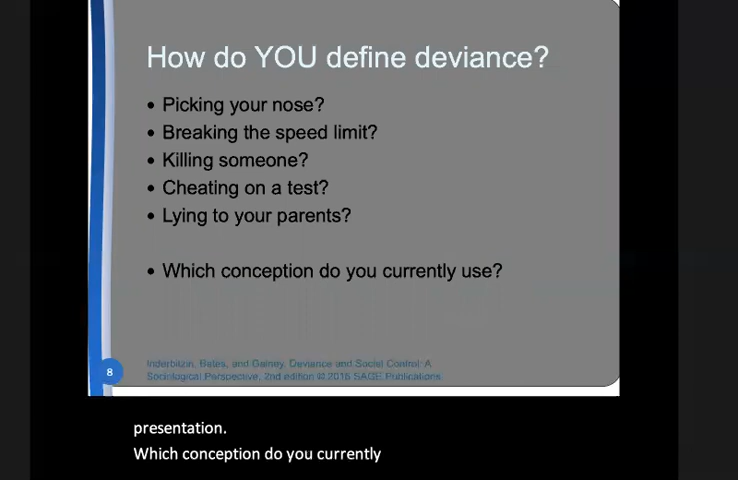 How do YOU define deviance?
• Picking your nose?
• Breaking the speed limit?
• Killing someone?
• Cheating on a test?
• Lying to your parents?
• Which conception do you currently use?
8
Inderbitzin, Bates, and Gainey, Deviance and Social Control: A
Sociological Perspective, 2nd edition © 2016 SAGE Publications
presentation.
Which conception do you currently